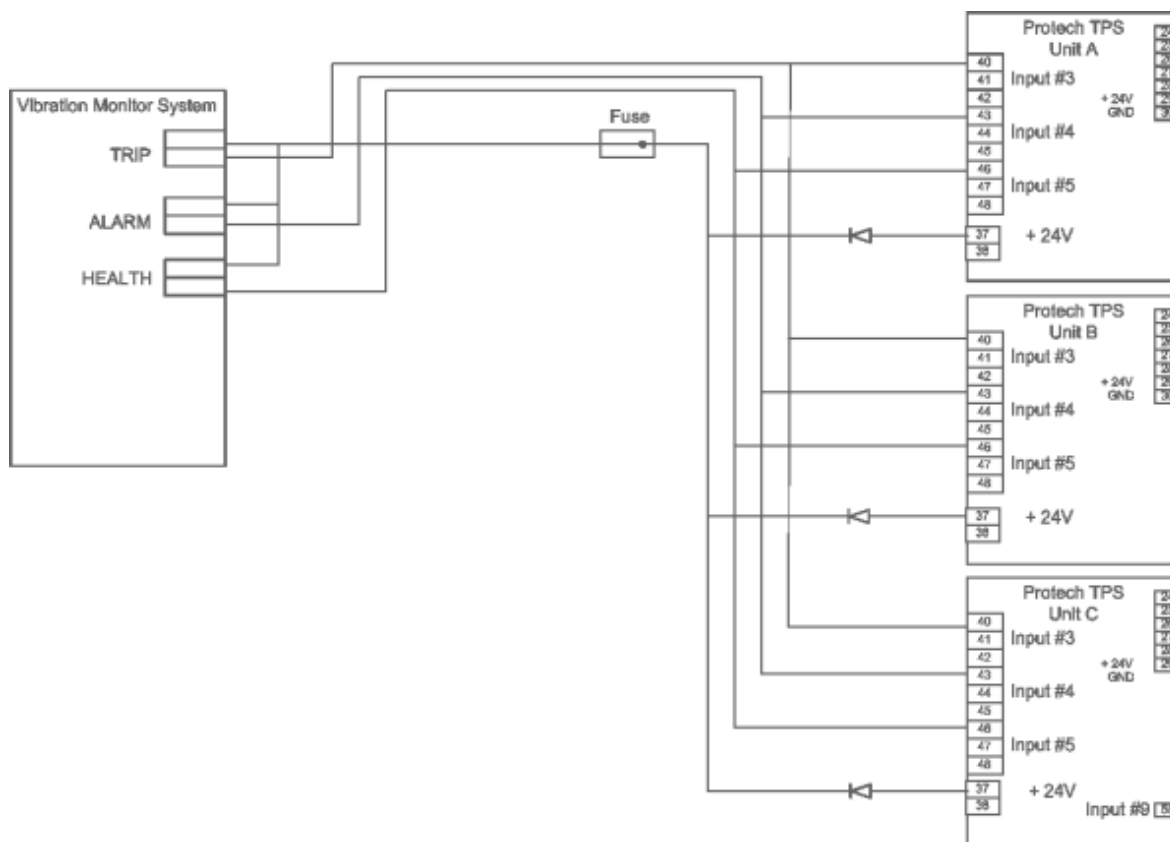 Vibration Monitor System
TRIP
ALARM
HEALTH
Fuse
Protech TPS
Unit A
40
41
42
43
44
45
46
47
48
Input #3
Input #4
Input #5
+ 24V
GND
37
38
+ 24V
Protech TPS
Unit B
40
41
42
43
44
45
46
47
48
Input #3
Input #4
Input #5
+ 24V
GND
37
38
+ 24V
Protech TPS
Unit C
40
41
42
43
44
45
46
47
48
Input #3
Input #4
Input #5
+ 24V
GND
37
38
+ 24V
Input #9